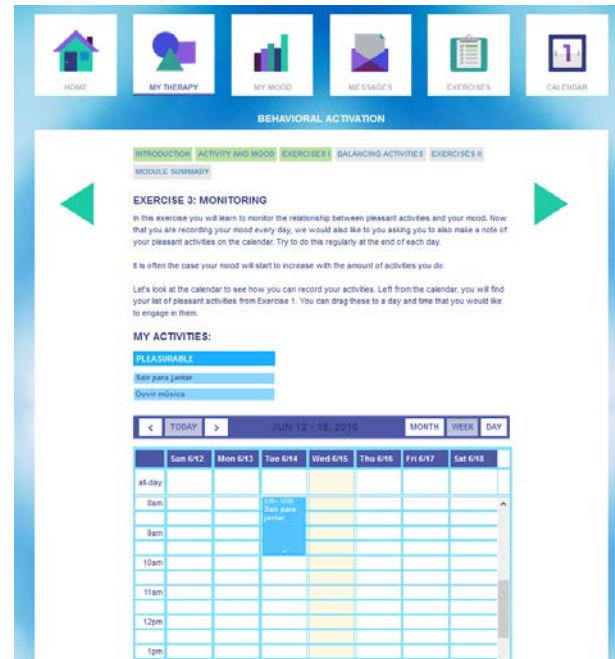 HOME
MY THERAPY
MY MOOD
MESSAGES
EXERCISES
1
CALENDAR
BEHAVIORAL ACTIVATION
INTRODUCTION ACTIVITY AND MOOD EXERCISES I BALANCING ACTIVITIES EXERCISES II
MODULE SUMMARY
EXERCISE 3: MONITORING
In this exercise you will learn to monitor the relationship between pleasant activities and your mood. Now
that you are recording your mood every day, we would also like to you asking you to also make a note of
your pleasant activities on the calendar. Try to do this regularly at the end of each day.
It is often the case your mood will start to increase with the amount of activities you do.
Let's look at the calendar to see how you can record your activities. Left from the calendar, you will find
your list of pleasant activities from Exercise 1. You can drag these to a day and time that you would like
to engage in them.
MY ACTIVITIES:
PLEASURABLE
Sair para jantar
Ouvir música
< TODAY > JUN 12 - 18, 2016 MONTH WEEK DAY
Sun 6/12 Mon 6/13 Tue 6/14 Wed 6/15 Thu 6/16 Fri 6/17 Sat 6/18
all-day
8am
Sair para
jantar
9am
10am
11am
12pm
1pm